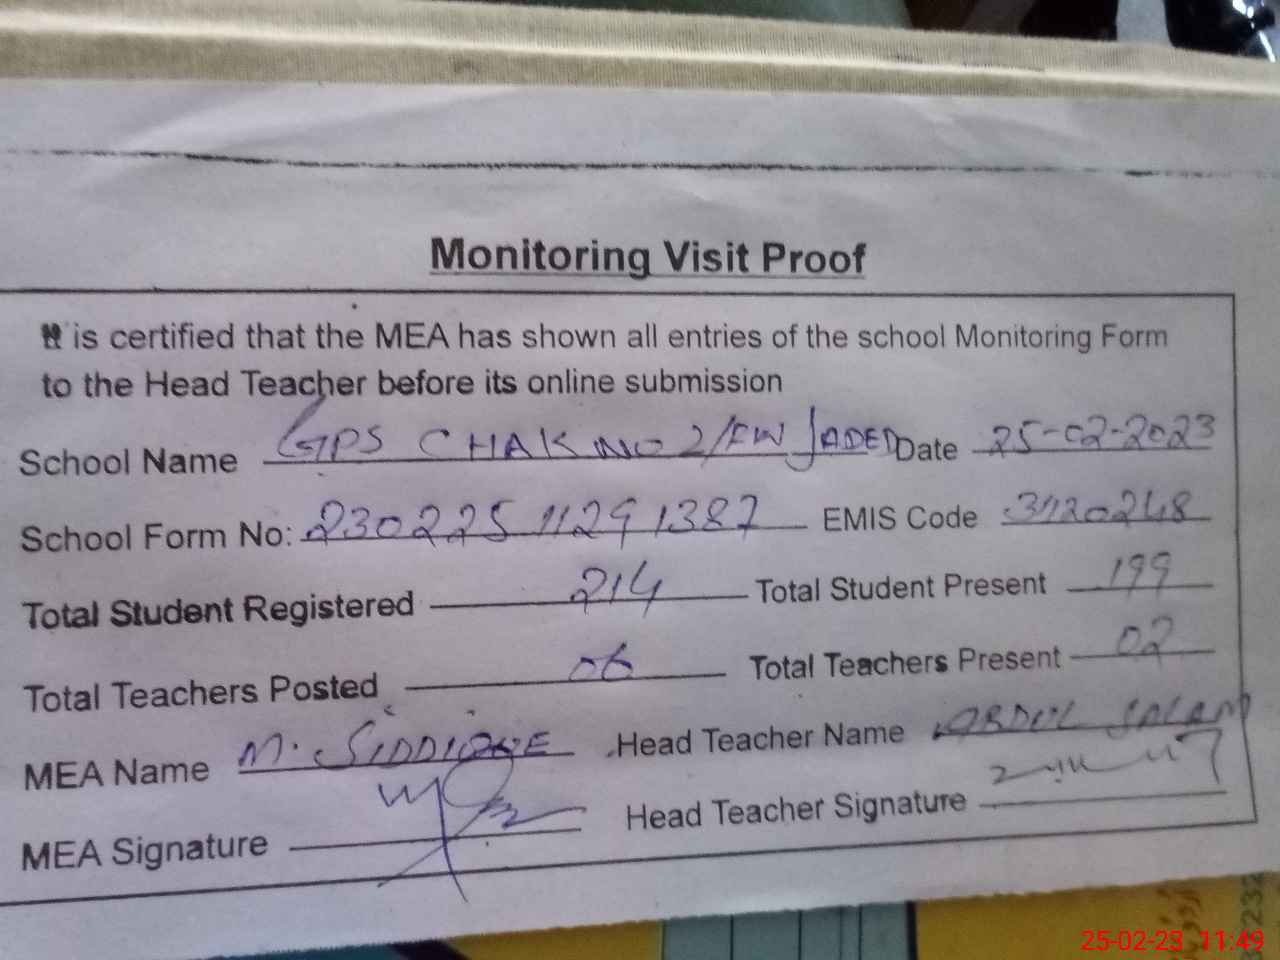 Monitoring Visit Proof
It is certified that the MEA has shown all entries of the school Monitoring Form
to the Head Teacher before its online submission
School Name GPS CHAK NO 2/FW JADED Date 25-02-2023
School Form No: 230225 11291387 EMIS Code
Total Student Registered 214 Total Student Present 199
Total Teachers Posted 06 Total Teachers Present 02
MEA Name M. SIDDIQUE Head Teacher Name ABDUL SALAM
MEA Signature Head Teacher Signature
25-02-23 11:49